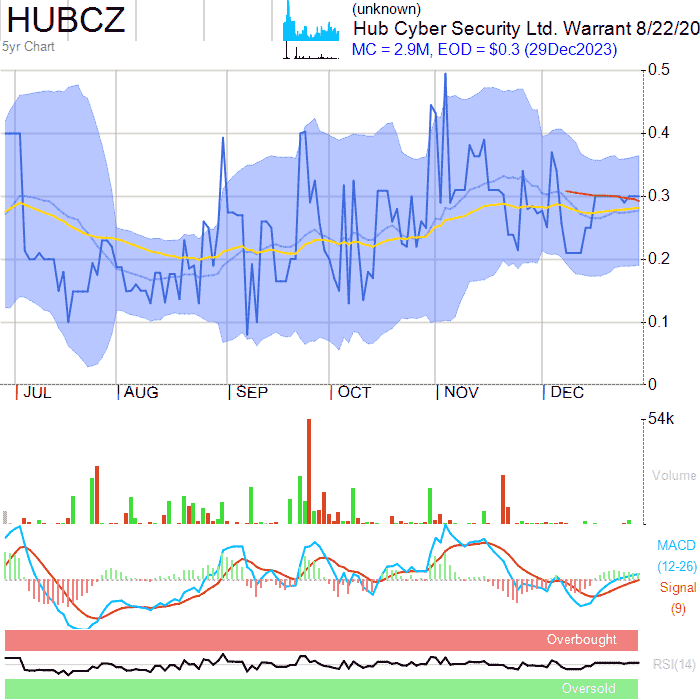 HUBCZ
5yr Chart
(unknown)
Hub Cyber Security Ltd. Warrant 8/22/20
MC = 2.9M, EOD = $0.3 (29Dec2023)
0.5
0.4
0.3
0.2
0.1
0
JUL AUG SEP OCT NOV DEC
54k
Volume
MACD
(12-26)
Signal
(9)
Overbought
RSI(14)
Oversold